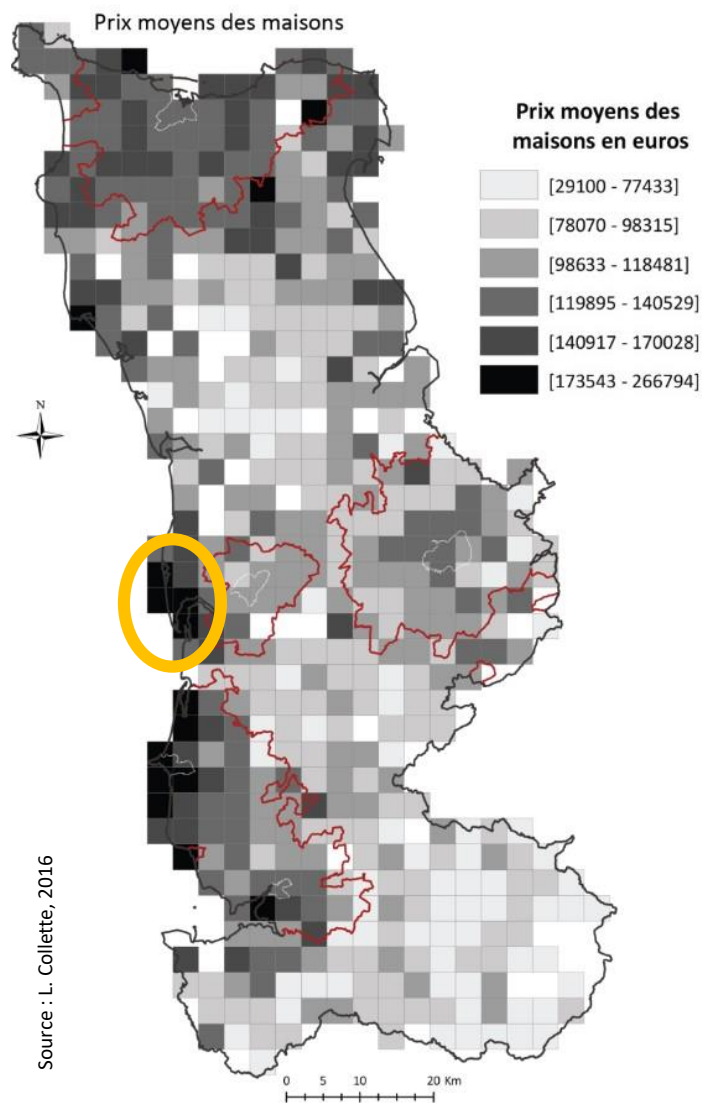 Prix moyens des maisons
Prix moyens des
maisons en euros
[29100 - 77433]
[78070 - 98315]
[98633 - 118481]
[119895 - 140529]
[140917 - 170028]
[173543 - 266794]
N
Source : L. Collette, 2016
0 5 10 20 Km